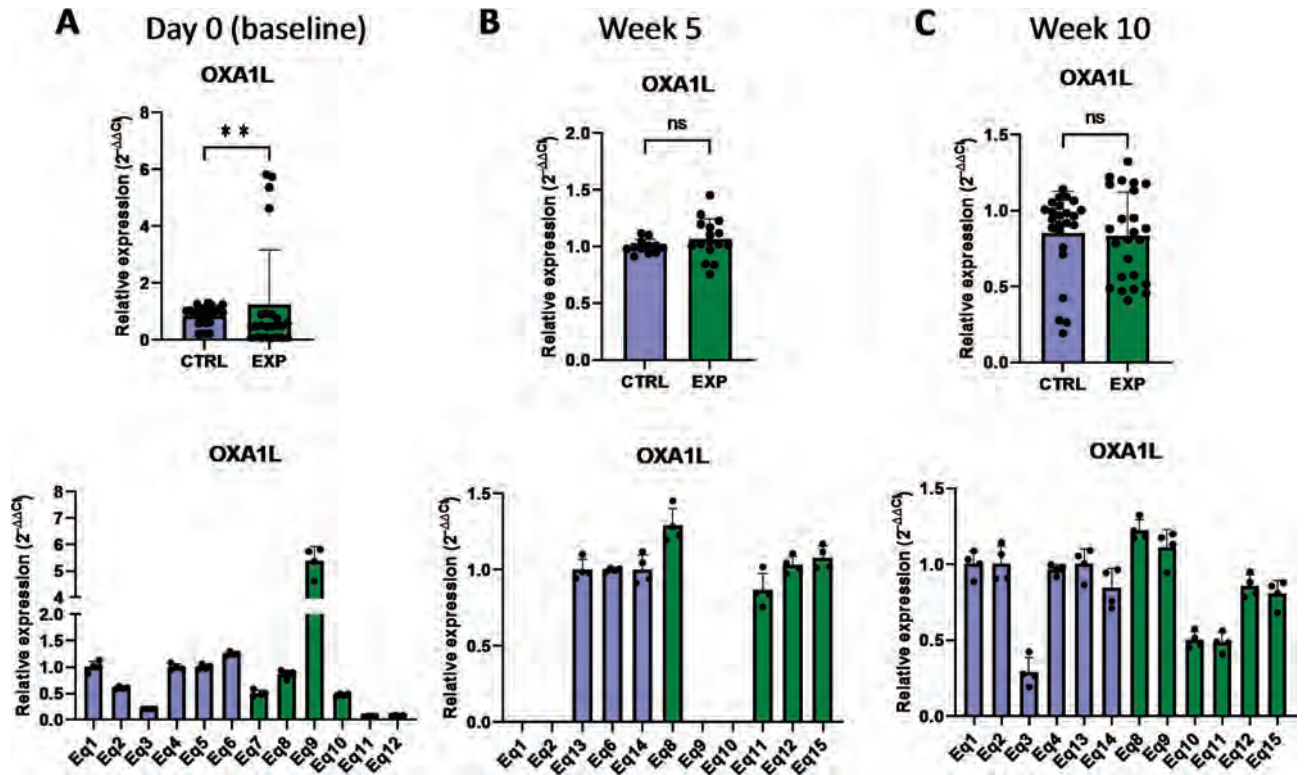 A Day 0 (baseline)
OXA1L
Relative expression (2^-ΔΔCt)
8
6
4
2
0
**
CTRL EXP
OXA1L
Relative expression (2^-ΔΔCt)
8
7
6
5
4
1.5
1.0
0.5
0.0
Eq1 Eq2 Eq3 Eq4 Eq5 Eq6 Eq7 Eq8 Eq9 Eq10 Eq11 Eq12
B Week 5
OXA1L
Relative expression (2^-ΔΔCt)
2.0
1.5
1.0
0.5
0.0
ns
CTRL EXP
OXA1L
Relative expression (2^-ΔΔCt)
1.5
1.0
0.5
0.0
Eq1 Eq2 Eq13 Eq6 Eq14 Eq8 Eq9 Eq10 Eq11 Eq12 Eq15
C Week 10
OXA1L
Relative expression (2^-ΔΔCt)
1.5
1.0
0.5
0.0
ns
CTRL EXP
OXA1L
Relative expression (2^-ΔΔCt)
1.5
1.0
0.5
0.0
Eq1 Eq2 Eq3 Eq4 Eq13 Eq14 Eq8 Eq9 Eq10 Eq11 Eq12 Eq15